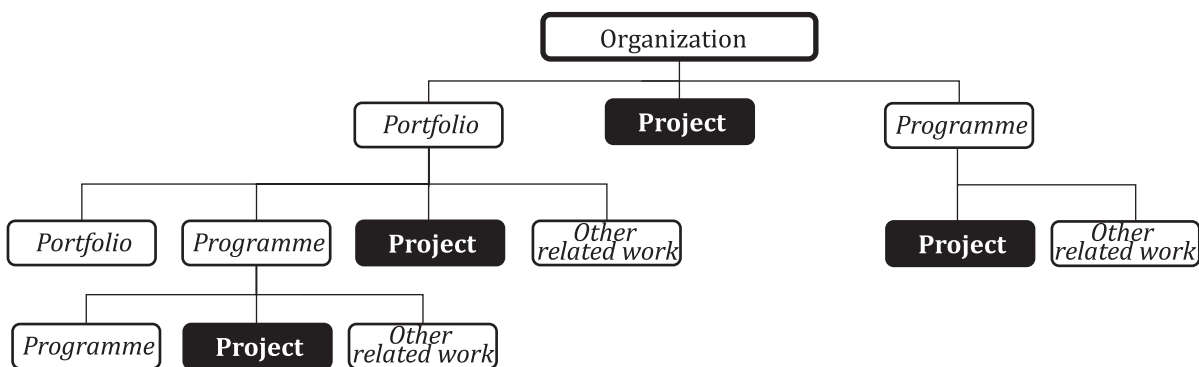 Organization
Portfolio
Project
Programme
Portfolio
Programme
Project
Other
related work
Project
Other
related work
Programme
Project
Other
related work